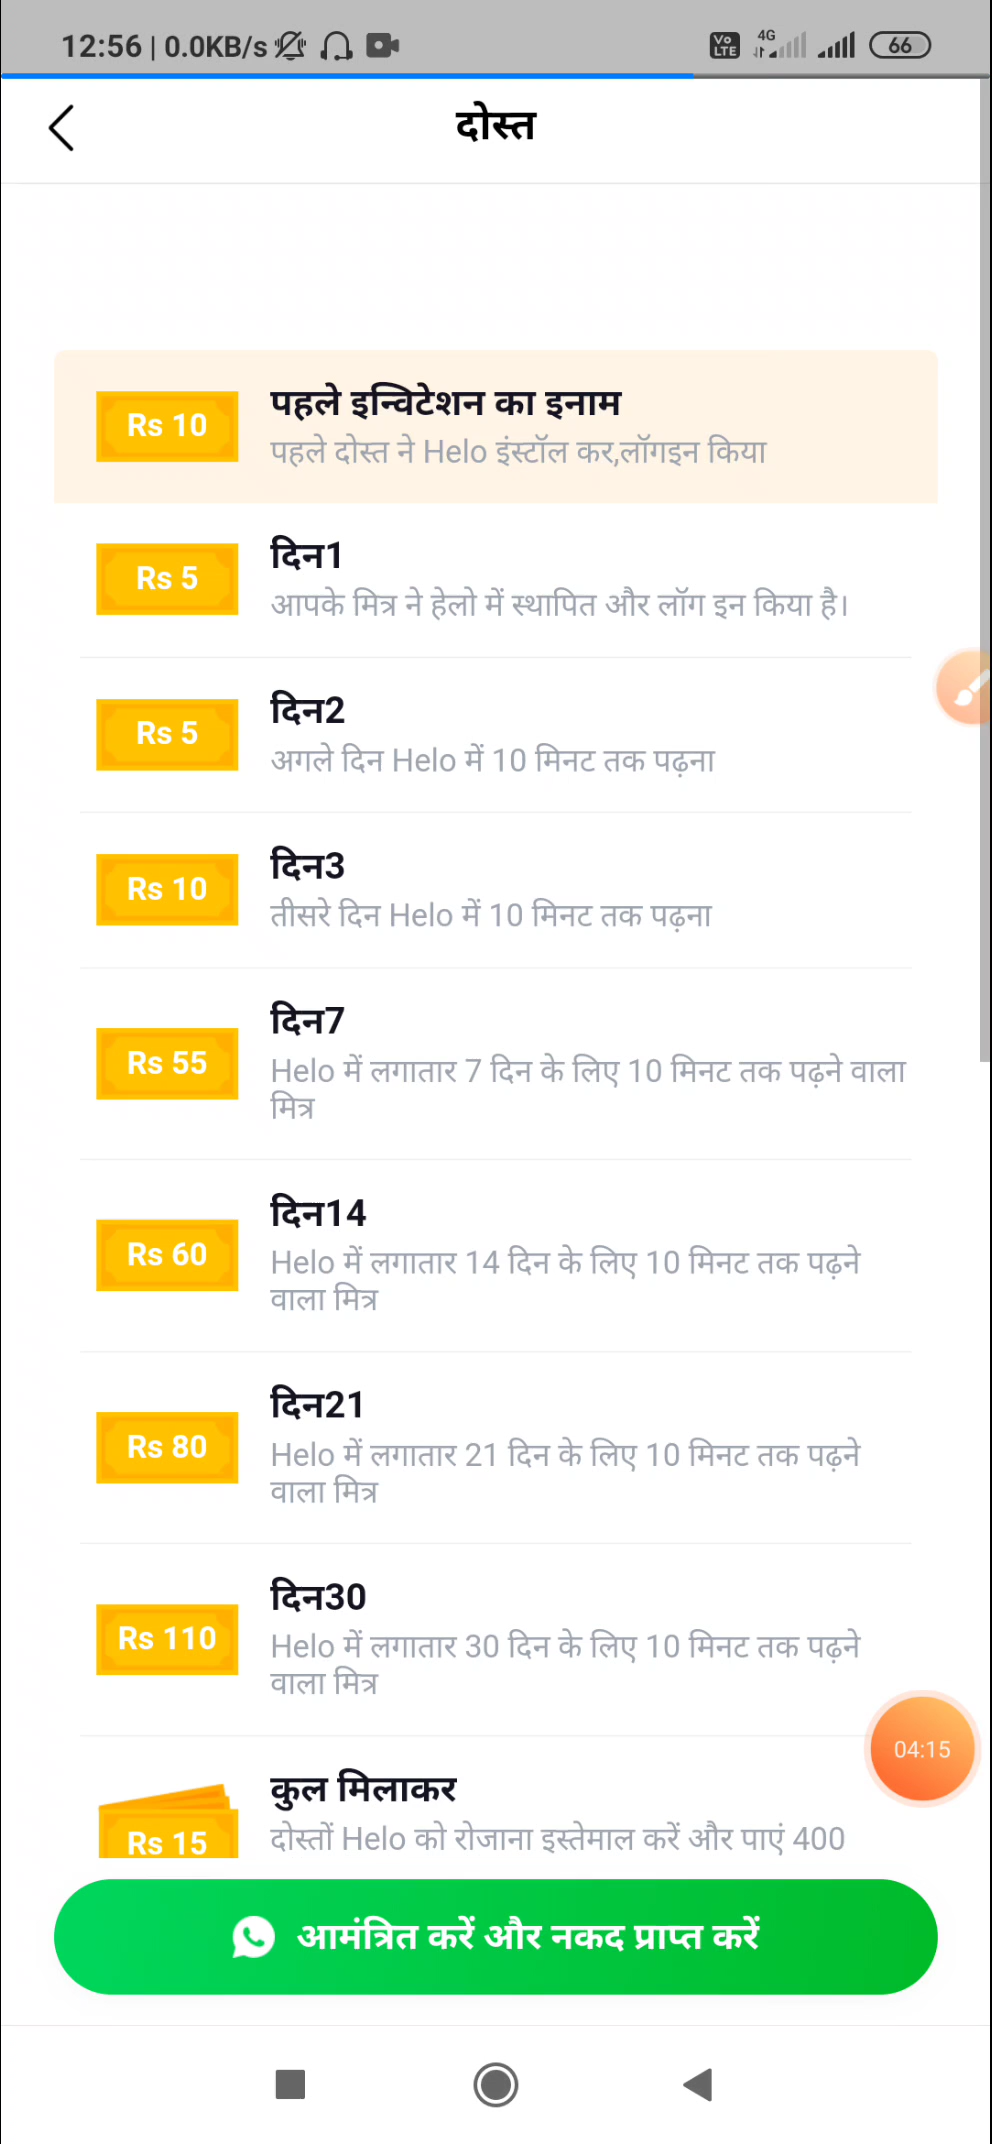 12:56 | 0.0KB/s
Vo LTE 4G 66
दोस्त
Rs 10
पहले इन्विटेशन का इनाम
पहले दोस्त ने Helo इंस्टॉल कर,लॉगइन किया
Rs 5
दिन1
आपके मित्र ने हेलो में स्थापित और लॉग इन किया है।
Rs 5
दिन2
अगले दिन Helo में 10 मिनट तक पढ़ना
Rs 10
दिन3
तीसरे दिन Helo में 10 मिनट तक पढ़ना
Rs 55
दिन7
Helo में लगातार 7 दिन के लिए 10 मिनट तक पढ़ने वाला
मित्र
Rs 60
दिन14
Helo में लगातार 14 दिन के लिए 10 मिनट तक पढ़ने
वाला मित्र
Rs 80
दिन21
Helo में लगातार 21 दिन के लिए 10 मिनट तक पढ़ने
वाला मित्र
Rs 110
दिन30
Helo में लगातार 30 दिन के लिए 10 मिनट तक पढ़ने
वाला मित्र
04:15
Rs 15
कुल मिलाकर
दोस्तों Helo को रोजाना इस्तेमाल करें और पाएं 400
आमंत्रित करें और नकद प्राप्त करें